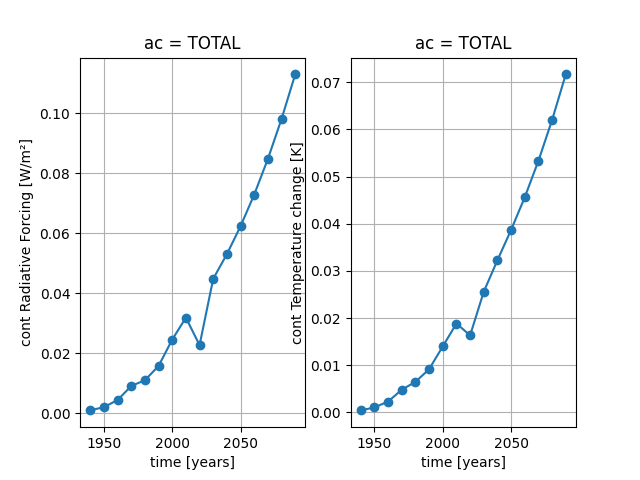 ac = TOTAL
cont Radiative Forcing [W/m²]
0.10
0.08
0.06
0.04
0.02
0.00
1950 2000 2050
time [years]
ac = TOTAL
cont Temperature change [K]
0.07
0.06
0.05
0.04
0.03
0.02
0.01
0.00
1950 2000 2050
time [years]